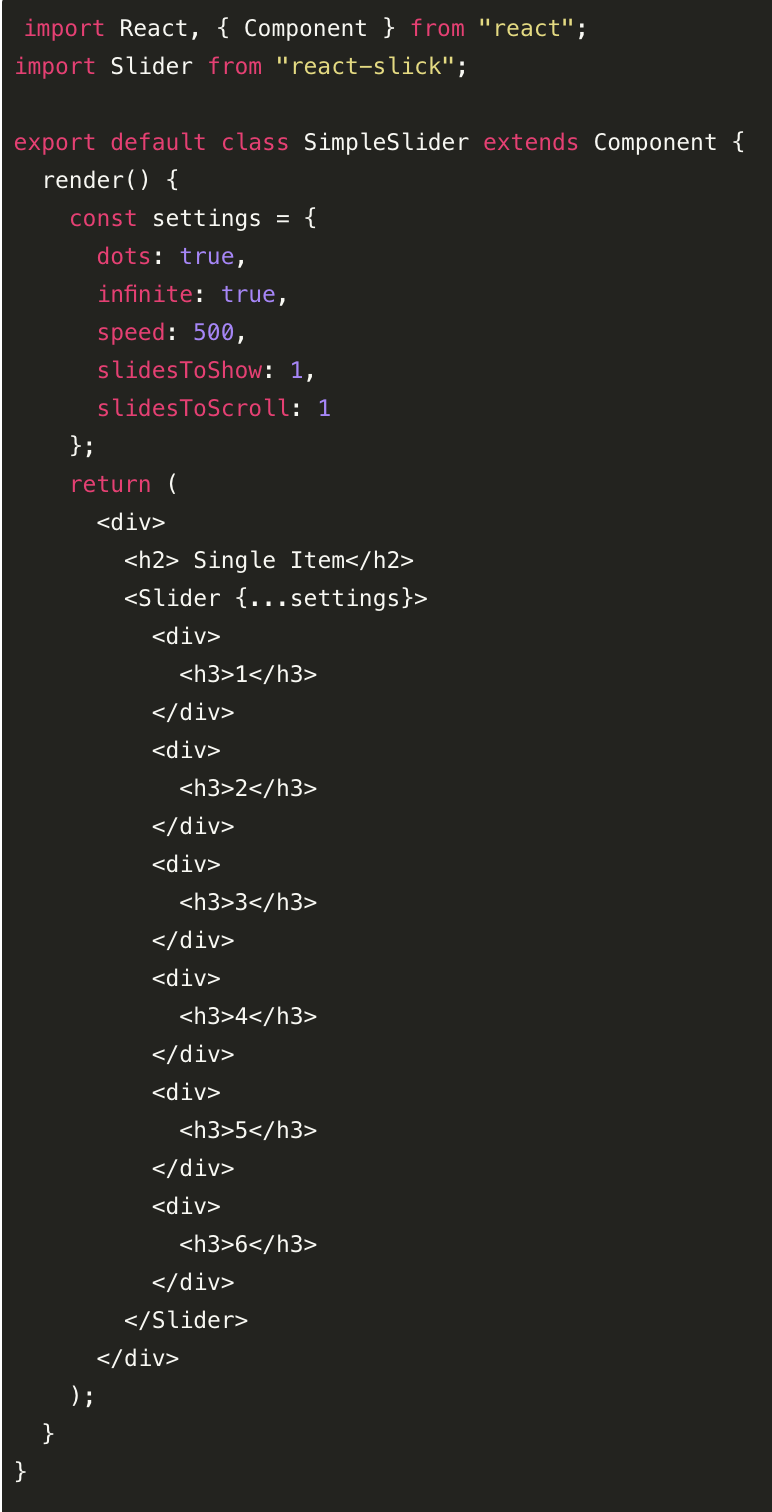 import React, { Component } from "react";
import Slider from "react-slick";

export default class SimpleSlider extends Component {
  render() {
    const settings = {
      dots: true,
      infinite: true,
      speed: 500,
      slidesToShow: 1,
      slidesToScroll: 1
    };
    return (
      <div>
        <h2> Single Item</h2>
        <Slider {...settings}>
          <div>
            <h3>1</h3>
          </div>
          <div>
            <h3>2</h3>
          </div>
          <div>
            <h3>3</h3>
          </div>
          <div>
            <h3>4</h3>
          </div>
          <div>
            <h3>5</h3>
          </div>
          <div>
            <h3>6</h3>
          </div>
        </Slider>
      </div>
    );
  }
}